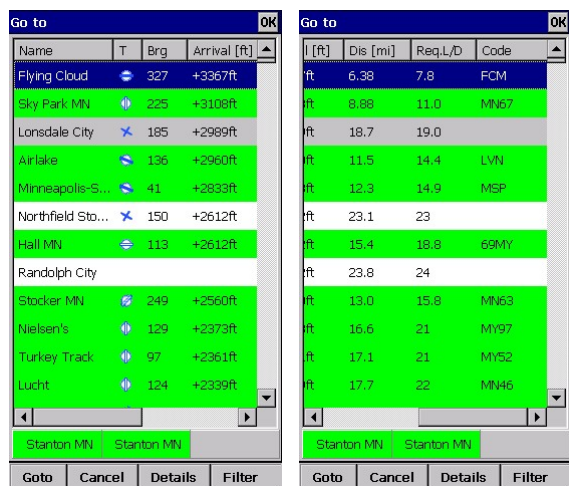 Go to OK
Name T Brg Arrival [ft]
Flying Cloud 327 +3367ft
Sky Park MN 225 +3108ft
Lonsdale City 185 +2989ft
Airlake 136 +2960ft
Minneapolis-S... 41 +2833ft
Northfield Sto... 150 +2612ft
Hall MN 113 +2612ft
Randolph City
Stocker MN 249 +2560ft
Nielsen's 129 +2373ft
Turkey Track 97 +2361ft
Lucht 124 +2339ft
Stanton MN Stanton MN
Goto Cancel Details Filter
Go to OK
l [ft] Dis [mi] Req.L/D Code
ft 6.38 7.8 FCM
ft 8.88 11.0 MN67
ft 18.7 19.0
ft 11.5 14.4 LVN
ft 12.3 14.9 MSP
ft 23.1 23
ft 15.4 18.8 69MY
ft 23.8 24
ft 13.0 15.8 MN63
ft 16.6 21 MY97
ft 17.1 21 MY52
ft 17.7 22 MN46
Stanton MN Stanton MN
Goto Cancel Details Filter